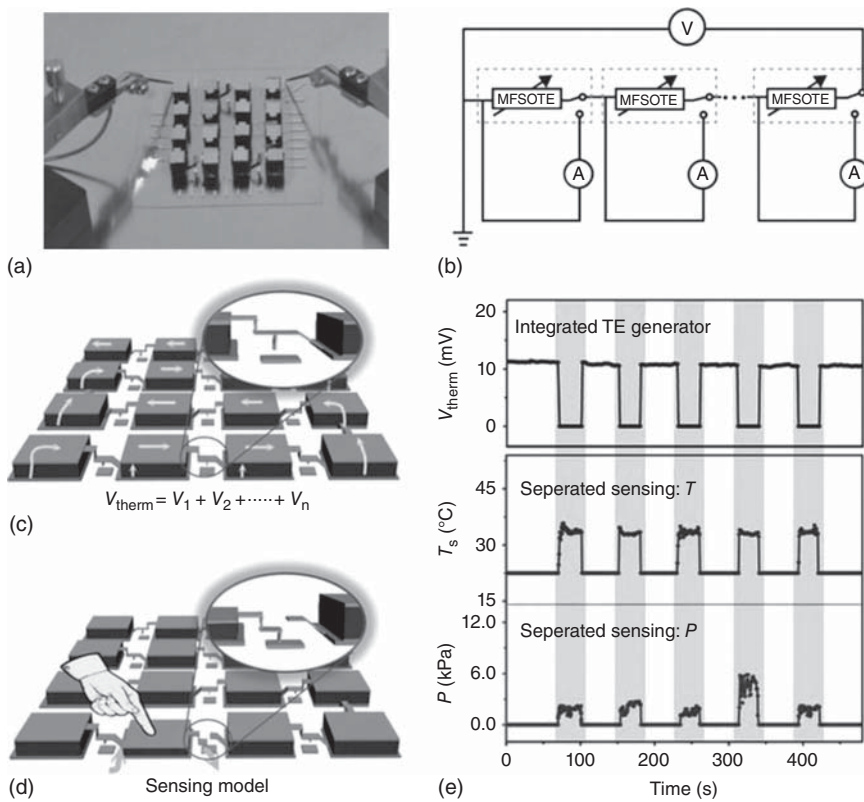 (a)
V
MFSOTE MFSOTE MFSOTE
A A A
(b)
V_therm = V_1 + V_2 +·····+ V_n
(c)
Sensing model
(d)
20
10
0
V_therm (mV)
Integrated TE generator
45
30
15
T_s (°C)
Seperated sensing: T
12.0
6.0
0.0
P (kPa)
Seperated sensing: P
0 100 200 300 400
Time (s)
(e)